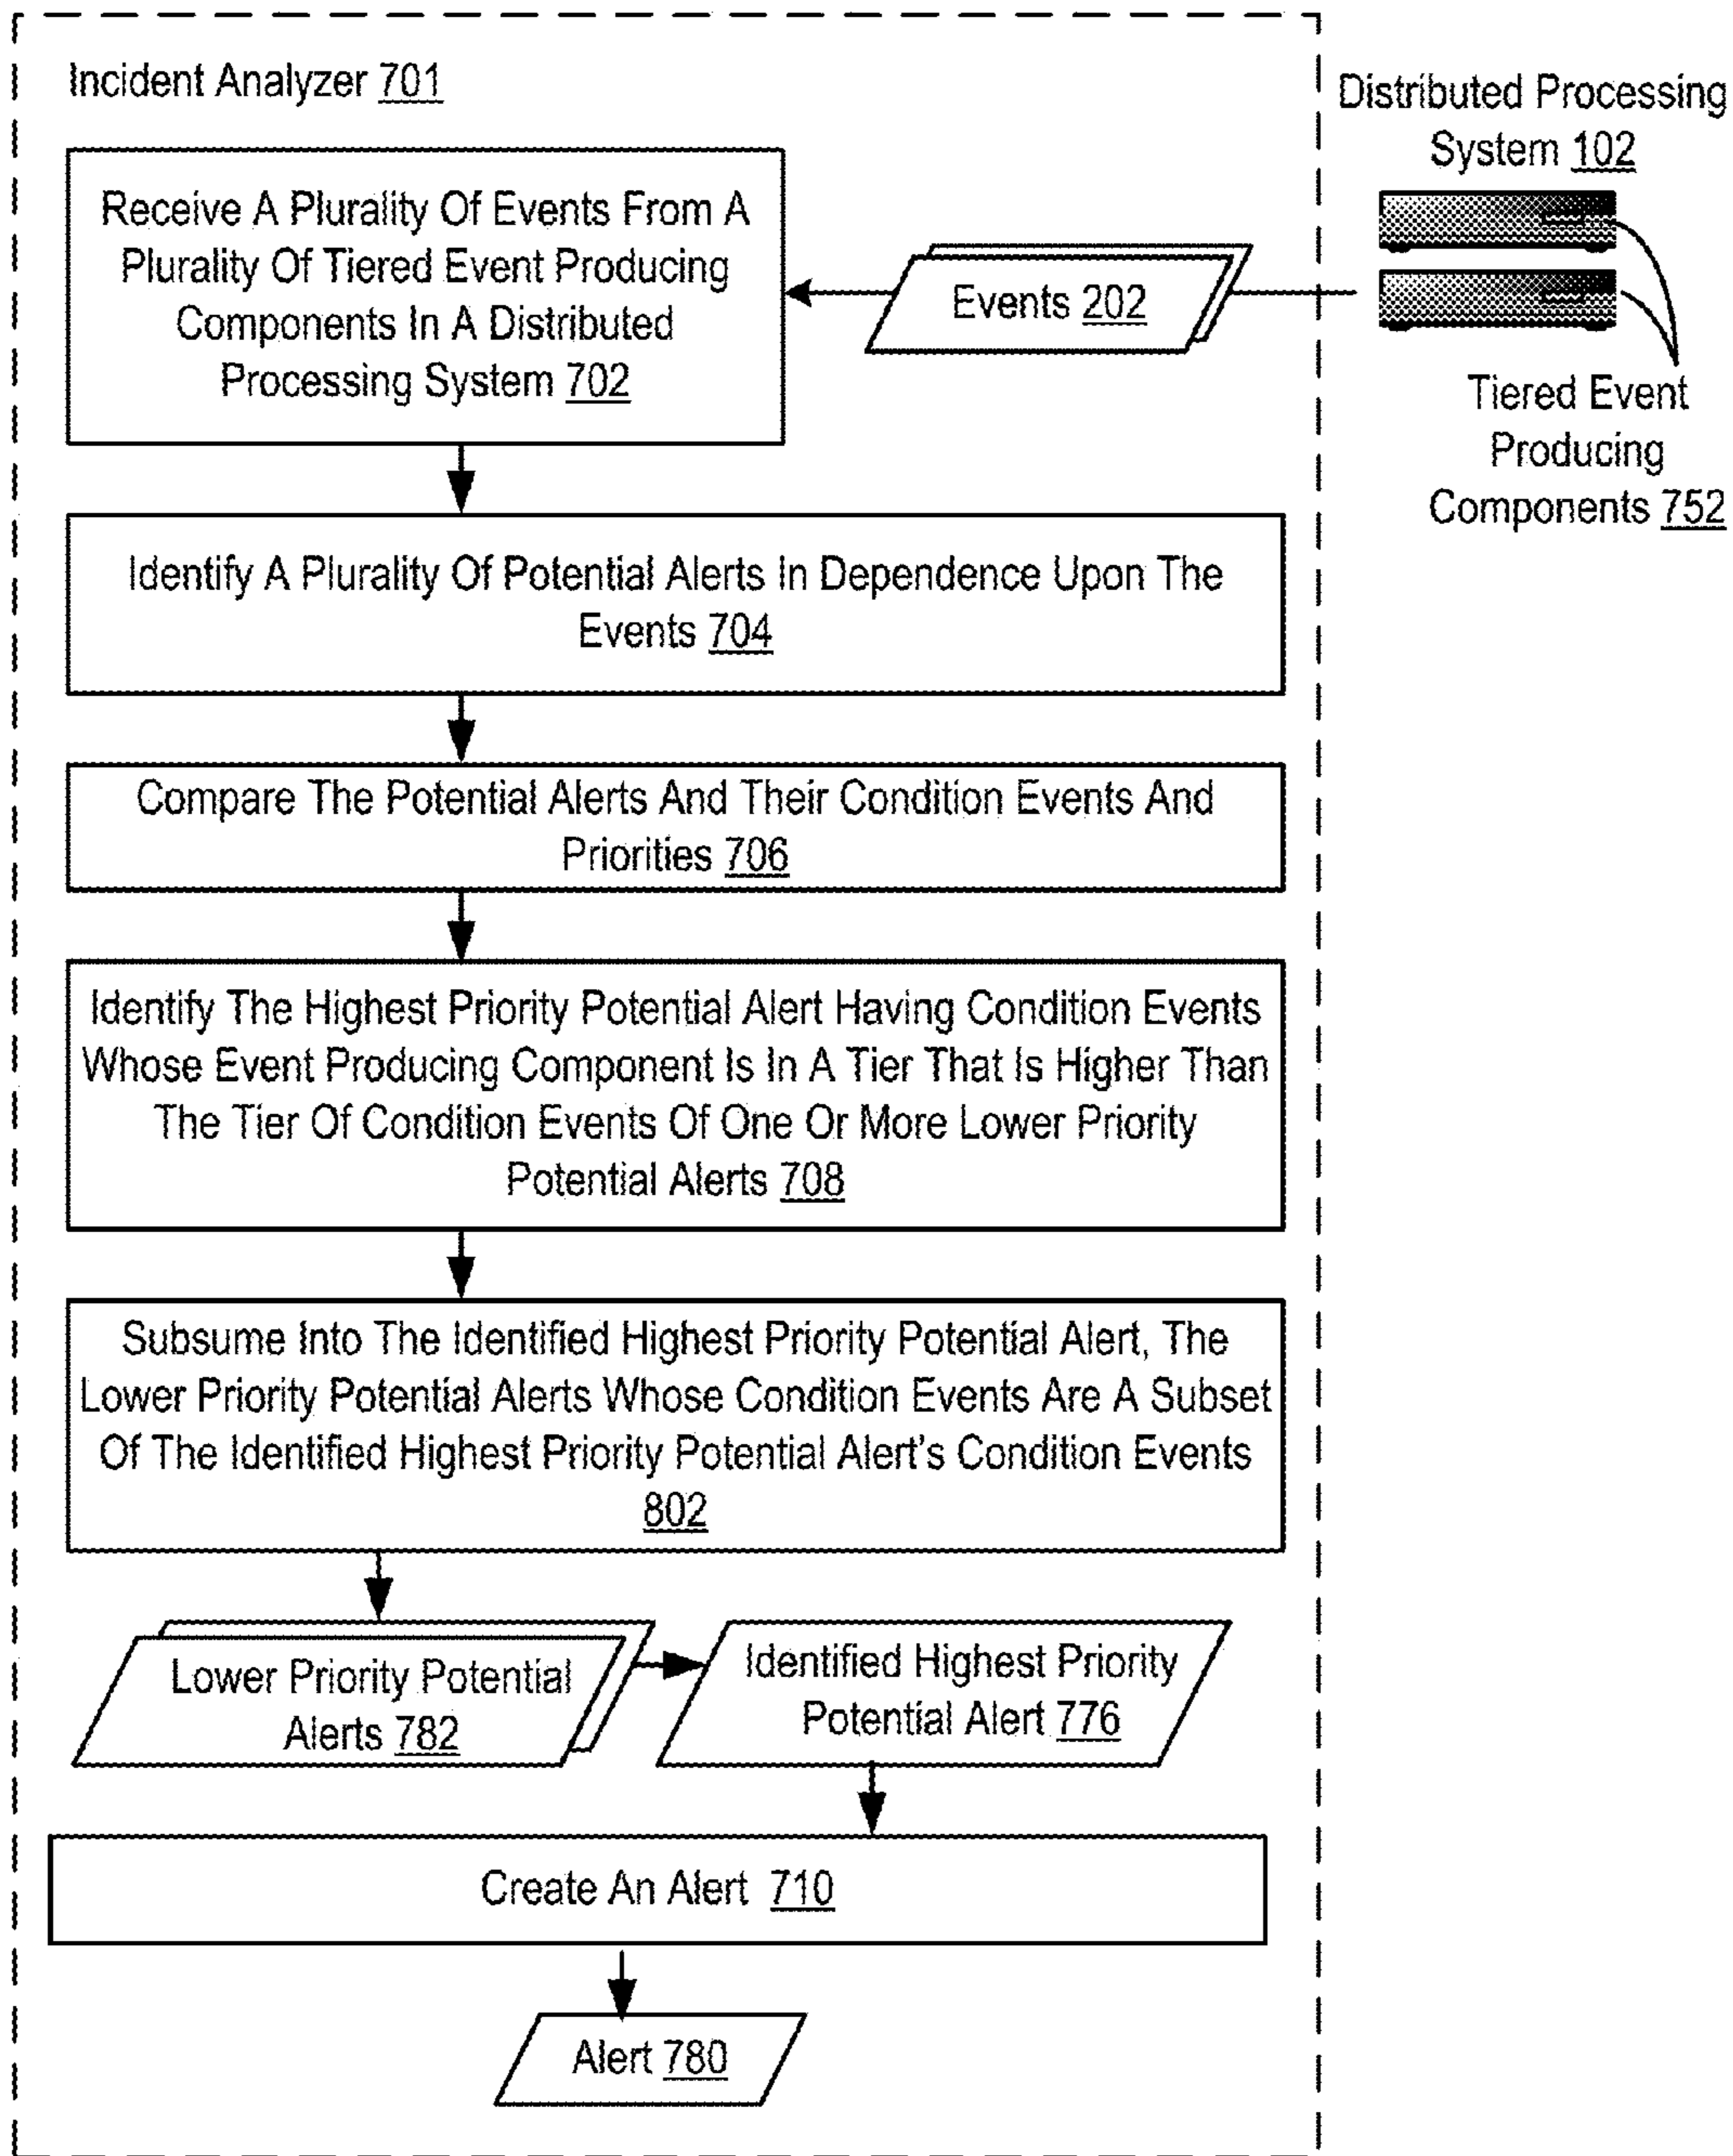 Incident Analyzer 701
Distributed Processing
System 102
Receive A Plurality Of Events From A
Plurality Of Tiered Event Producing
Components In A Distributed
Processing System 702
Events 202
Tiered Event
Producing
Components 752
Identify A Plurality Of Potential Alerts In Dependence Upon The
Events 704
Compare The Potential Alerts And Their Condition Events And
Priorities 706
Identify The Highest Priority Potential Alert Having Condition Events
Whose Event Producing Component Is In A Tier That Is Higher Than
The Tier Of Condition Events Of One Or More Lower Priority
Potential Alerts 708
Subsume Into The Identified Highest Priority Potential Alert, The
Lower Priority Potential Alerts Whose Condition Events Are A Subset
Of The Identified Highest Priority Potential Alert's Condition Events
802
Lower Priority Potential
Alerts 782
Identified Highest Priority
Potential Alert 776
Create An Alert 710
Alert 780